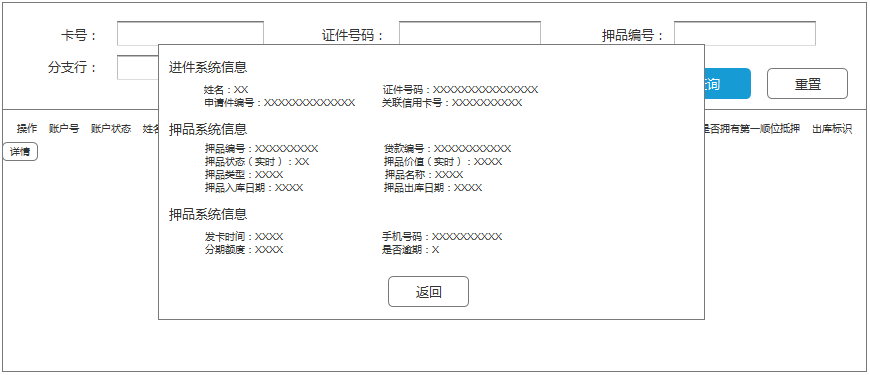 卡号： 证件号码： 押品编号：
分支行： 询 重置
操作 账户号 账户状态 姓名 是否拥有第一顺位抵押 出库标识
详情
进件系统信息
姓名：XX 证件号码：XXXXXXXXXXXXXXX
申请件编号：XXXXXXXXXXXXX 关联信用卡号：XXXXXXXXXX
押品系统信息
押品编号：XXXXXXXXX 贷款编号：XXXXXXXXXXX
押品状态（实时）：XX 押品价值（实时）：XXXX
押品类型：XXXX 押品名称：XXXX
押品入库日期：XXXX 押品出库日期：XXXX
押品系统信息
发卡时间：XXXX 手机号码：XXXXXXXXXX
分期额度：XXXX 是否逾期：X
返回